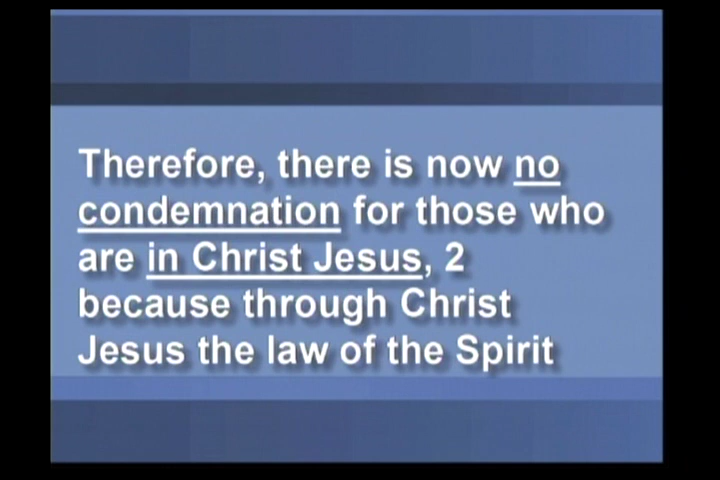 Therefore, there is now no
condemnation for those who
are in Christ Jesus, 2
because through Christ
Jesus the law of the Spirit